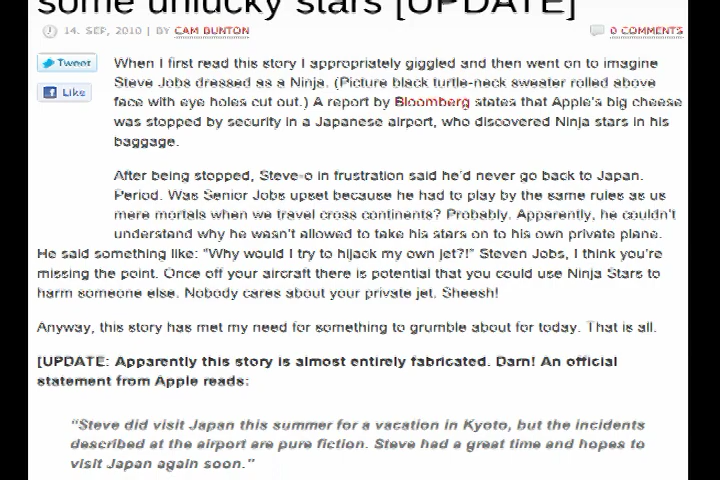 some unlucky stars [UPDATE]
14. SEP, 2010 | BY CAM BUNTON
0 COMMENTS
Tweet
Like
When I first read this story I appropriately giggled and then went on to imagine
Steve Jobs dressed as a Ninja. (Picture black turtle-neck sweater rolled above
face with eye holes cut out.) A report by Bloomberg states that Apple's big cheese
was stopped by security in a Japanese airport, who discovered Ninja stars in his
baggage.
After being stopped, Steve-o in frustration said he'd never go back to Japan.
Period. Was Senior Jobs upset because he had to play by the same rules as us
mere mortals when we travel cross continents? Probably. Apparently, he couldn't
understand why he wasn't allowed to take his stars on to his own private plane.
He said something like: "Why would I try to hijack my own jet?!" Steven Jobs, I think you're
missing the point. Once off your aircraft there is potential that you could use Ninja Stars to
harm someone else. Nobody cares about your private jet. Sheesh!
Anyway, this story has met my need for something to grumble about for today. That is all.
[UPDATE: Apparently this story is almost entirely fabricated. Darn! An official
statement from Apple reads:
"Steve did visit Japan this summer for a vacation in Kyoto, but the incidents
described at the airport are pure fiction. Steve had a great time and hopes to
visit Japan again soon."